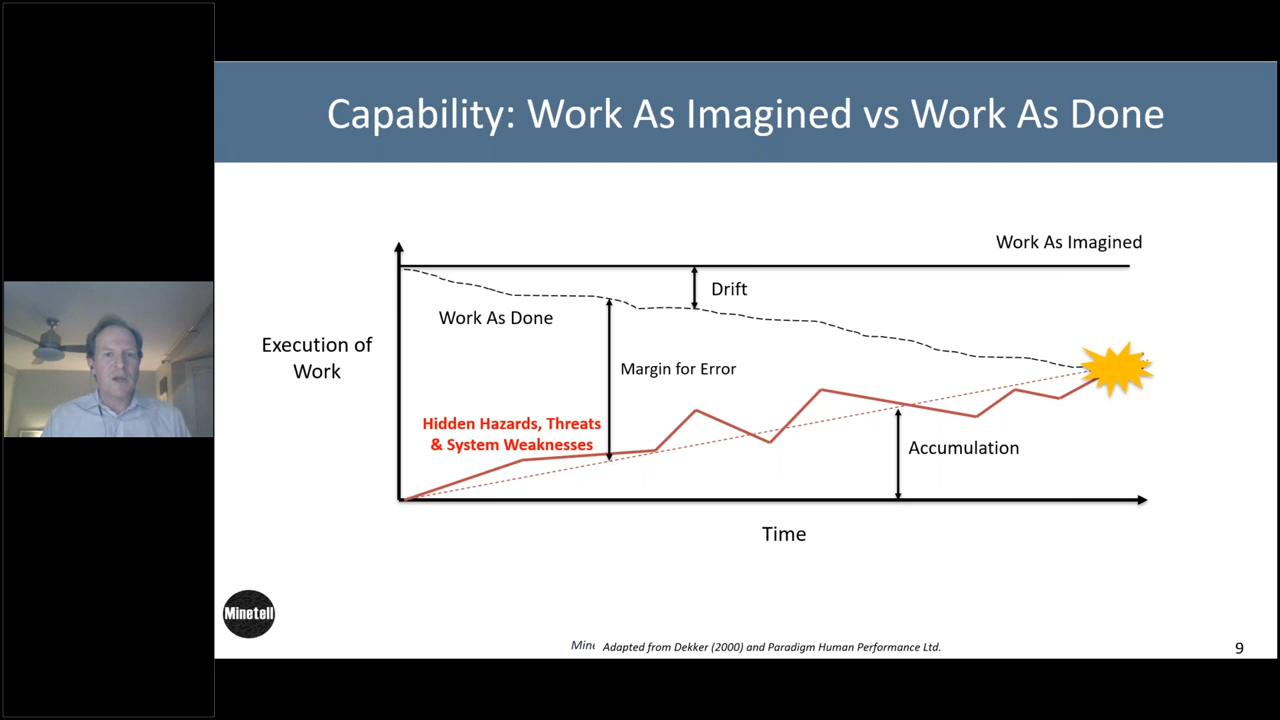 Capability: Work As Imagined vs Work As Done
Work As Imagined
Drift
Work As Done
Execution of
Work
Margin for Error
Hidden Hazards, Threats
& System Weaknesses
Accumulation
Time
Minetell
Adapted from Dekker (2000) and Paradigm Human Performance Ltd.
9